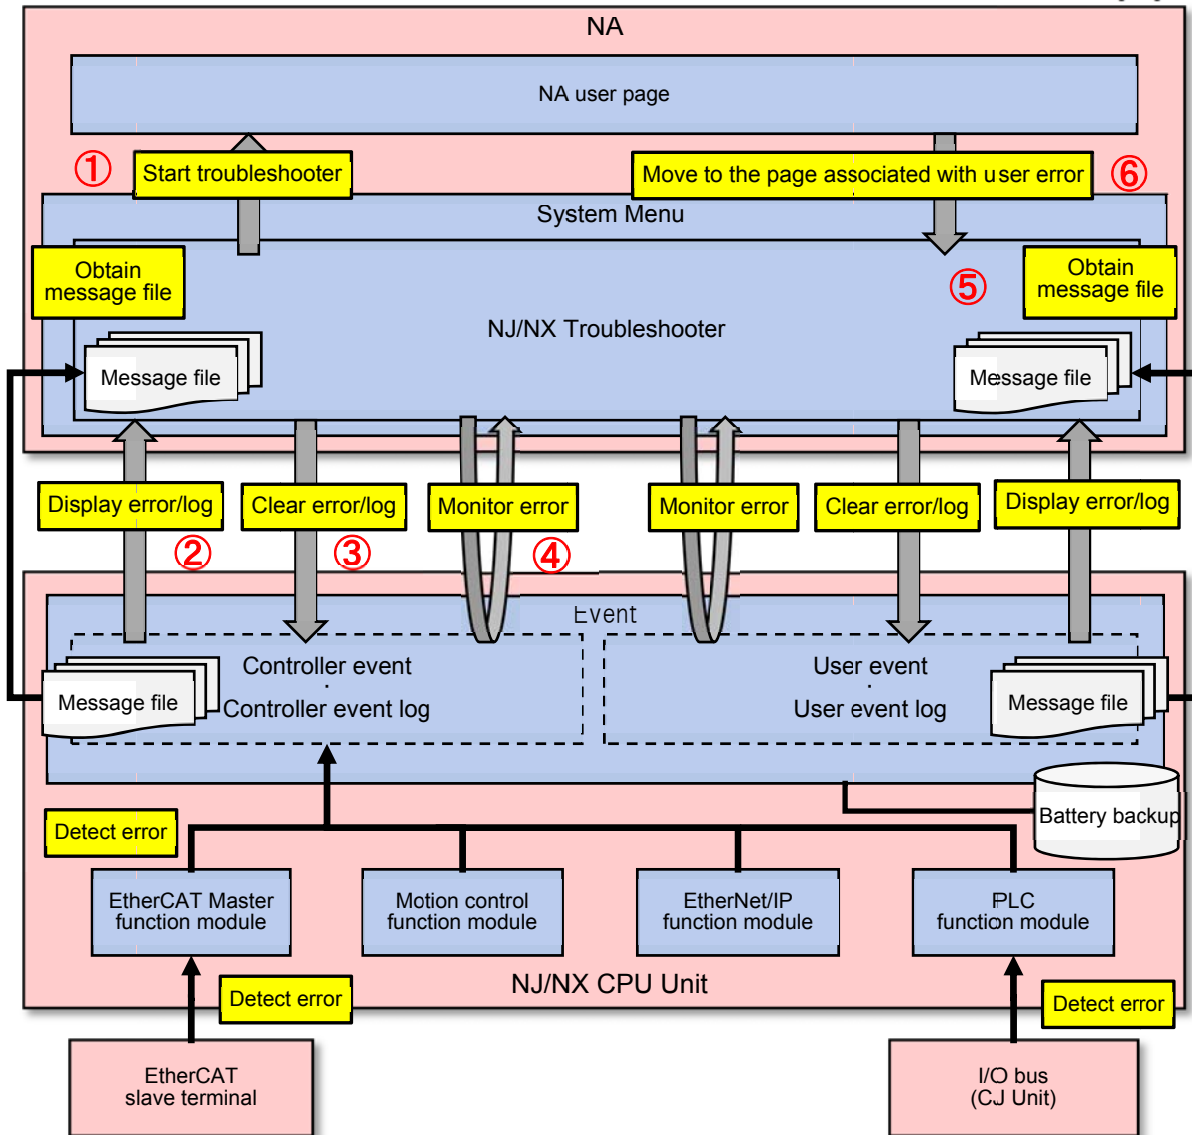 NA
NA user page
①
Start troubleshooter
Move to the page associated with user error
⑥
System Menu
Obtain
message file
⑤
Obtain
message file
NJ/NX Troubleshooter
Message file
Message file
Display error/log
Clear error/log
Monitor error
Monitor error
Clear error/log
Display error/log
②
③
④
Event
Controller event
·
Controller event log
User event
·
User event log
Message file
Message file
Battery backup
Detect error
EtherCAT Master
function module
Motion control
function module
EtherNet/IP
function module
PLC
function module
NJ/NX CPU Unit
Detect error
Detect error
EtherCAT
slave terminal
I/O bus
(CJ Unit)